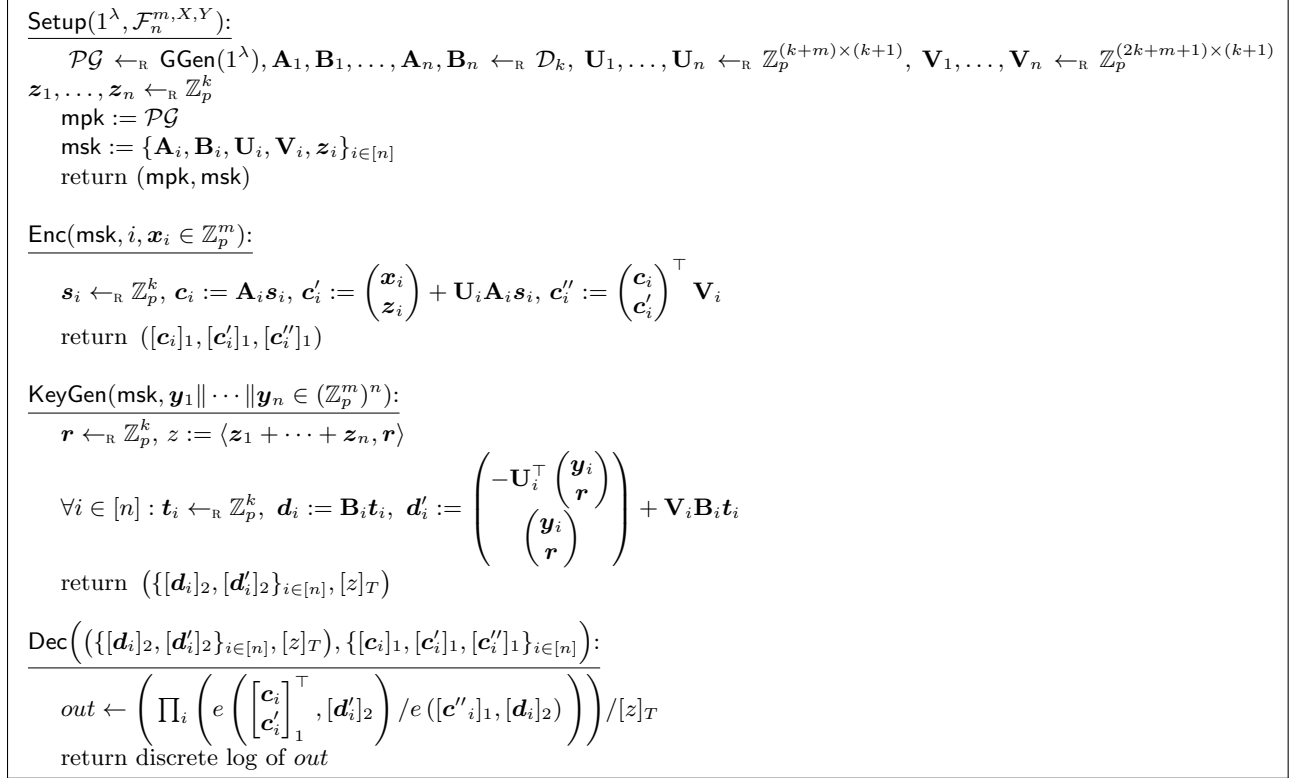 Setup(1^λ, ℱ_n^{m,X,Y}):
𝒫𝒢 ←_R GGen(1^λ), A_1, B_1, …, A_n, B_n ←_R 𝒟_k, U_1, …, U_n ←_R ℤ_p^{(k+m)×(k+1)}, V_1, …, V_n ←_R ℤ_p^{(2k+m+1)×(k+1)}
z_1, …, z_n ←_R ℤ_p^k
mpk := 𝒫𝒢
msk := {A_i, B_i, U_i, V_i, z_i}_{i∈[n]}
return (mpk, msk)
Enc(msk, i, x_i ∈ ℤ_p^m):
s_i ←_R ℤ_p^k, c_i := A_i s_i, c'_i := (x_i z_i) + U_i A_i s_i, c''_i := (c_i c'_i)^⊤ V_i
return ([c_i]_1, [c'_i]_1, [c''_i]_1)
KeyGen(msk, y_1‖⋯‖y_n ∈ (ℤ_p^m)^n):
r ←_R ℤ_p^k, z := ⟨z_1 + ⋯ + z_n, r⟩
∀i ∈ [n] : t_i ←_R ℤ_p^k, d_i := B_i t_i, d'_i := (−U_i^⊤ (y_i r) (y_i r)) + V_i B_i t_i
return ({[d_i]_2, [d'_i]_2}_{i∈[n]}, [z]_T)
Dec(({[d_i]_2, [d'_i]_2}_{i∈[n]}, [z]_T), {[c_i]_1, [c'_i]_1, [c''_i]_1}_{i∈[n]}):
out ← (∏_i (e([c_i c'_i]_1^⊤, [d'_i]_2) /e([c''_i]_1, [d_i]_2)))/[z]_T
return discrete log of out